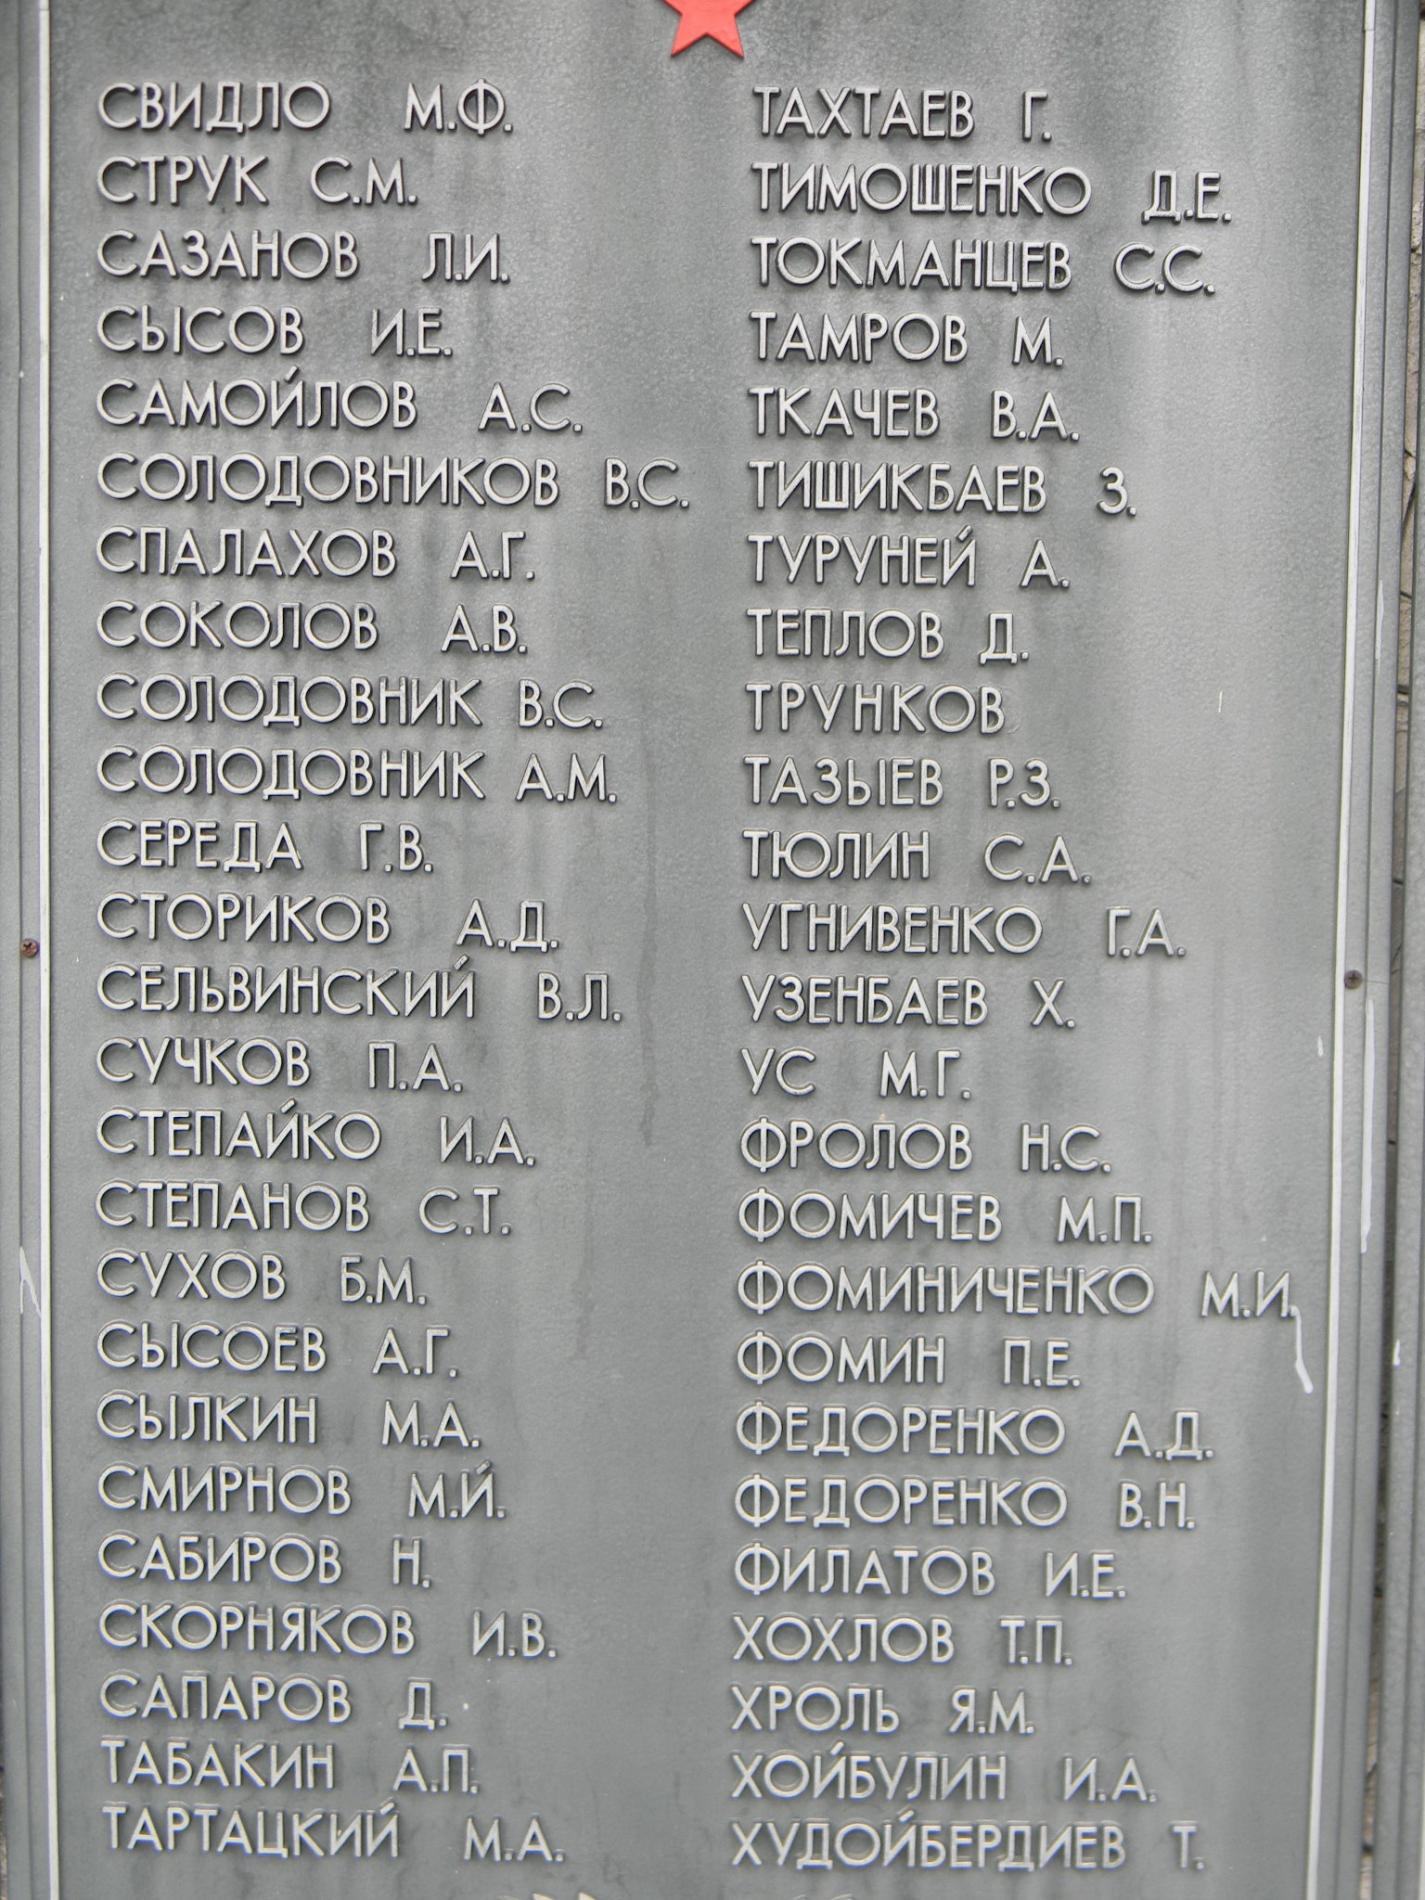 СВИДЛО М.Ф.
СТРУК С.М.
САЗАНОВ Л.И.
СЫСОВ И.Е.
САМОЙЛОВ А.С.
СОЛОДОВНИКОВ В.С.
СПАЛАХОВ А.Г.
СОКОЛОВ А.В.
СОЛОДОВНИК В.С.
СОЛОДОВНИК А.М.
СЕРЕДА Г.В.
СТОРИКОВ А.Д.
СЕЛЬВИНСКИЙ В.Л.
СУЧКОВ П.А.
СТЕПАЙКО И.А.
СТЕПАНОВ С.Т.
СУХОВ Б.М.
СЫСОЕВ А.Г.
СЫЛКИН М.А.
СМИРНОВ М.Й.
САБИРОВ Н.
СКОРНЯКОВ И.В.
САПАРОВ Д.
ТАБАКИН А.П.
ТАРТАЦКИЙ М.А.
ТАХТАЕВ Г.
ТИМОШЕНКО Д.Е.
ТОКМАНЦЕВ С.С.
ТАМРОВ М.
ТКАЧЕВ В.А.
ТИШИКБАЕВ З.
ТУРУНЕЙ А.
ТЕПЛОВ Д.
ТРУНКОВ
ТАЗЫЕВ Р.З.
ТЮЛИН С.А.
УГНИВЕНКО Г.А.
УЗЕНБАЕВ Х.
УС М.Г.
ФРОЛОВ Н.С.
ФОМИЧЕВ М.П.
ФОМИНИЧЕНКО М.И.
ФОМИН П.Е.
ФЕДОРЕНКО А.Д.
ФЕДОРЕНКО В.Н.
ФИЛАТОВ И.Е.
ХОХЛОВ Т.П.
ХРОЛЬ Я.М.
ХОЙБУЛИН И.А.
ХУДОЙБЕРДИЕВ Т.